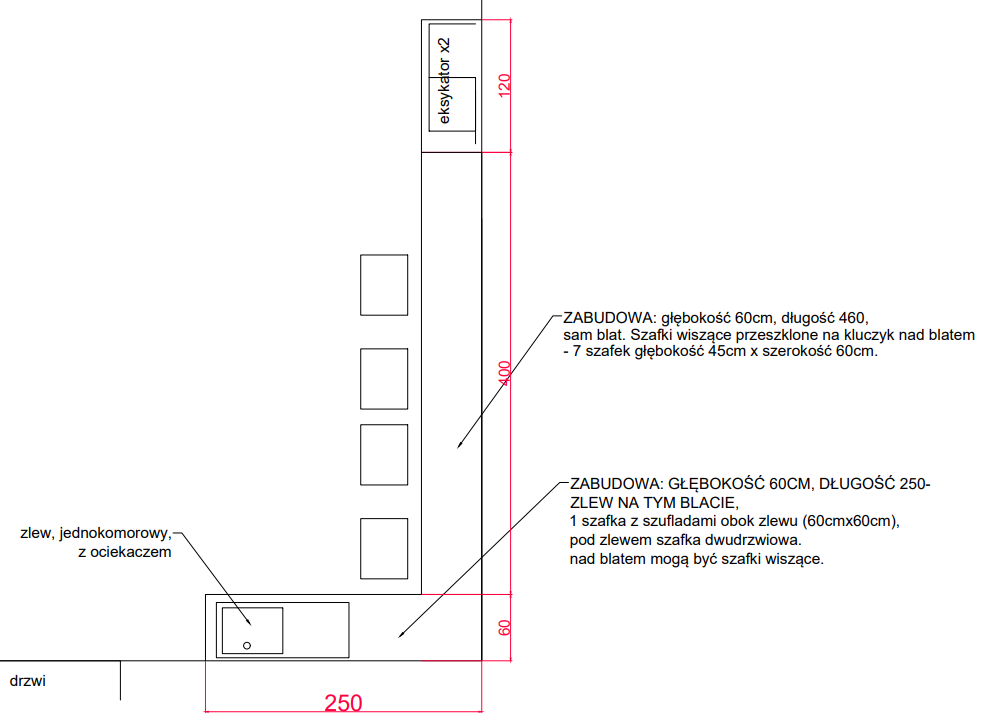 eksykator x2
120
ZABUDOWA: głębokość 60cm, długość 460,
sam blat. Szafki wiszące przeszklone na kluczyk nad blatem
- 7 szafek głębokość 45cm x szerokość 60cm.
400
ZABUDOWA: GŁĘBOKOŚĆ 60CM, DŁUGOŚĆ 250-
ZLEW NA TYM BLACIE,
1 szafka z szufladami obok zlewu (60cmx60cm),
pod zlewem szafka dwudrzwiowa.
nad blatem mogą być szafki wiszące.
zlew, jednokomorowy,
z ociekaczem
60
drzwi
250